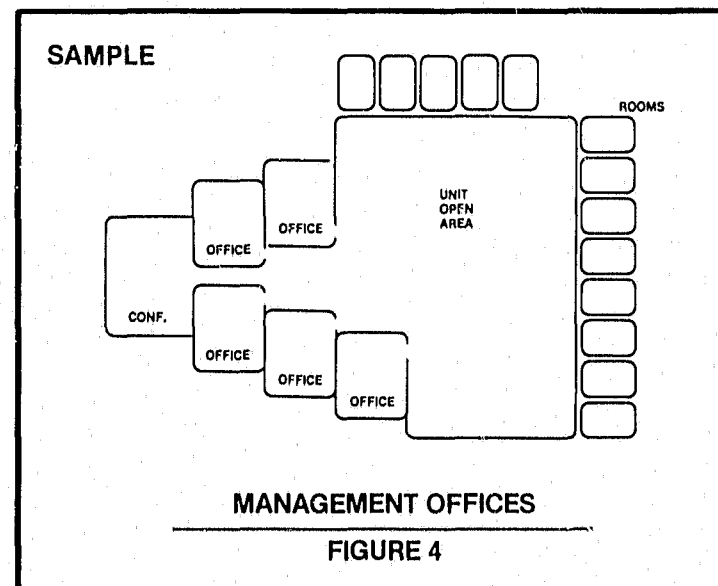 SAMPLE
ROOMS
UNIT
OPEN
AREA
OFFICE
OFFICE
CONF.
OFFICE
OFFICE
OFFICE
MANAGEMENT OFFICES
FIGURE 4